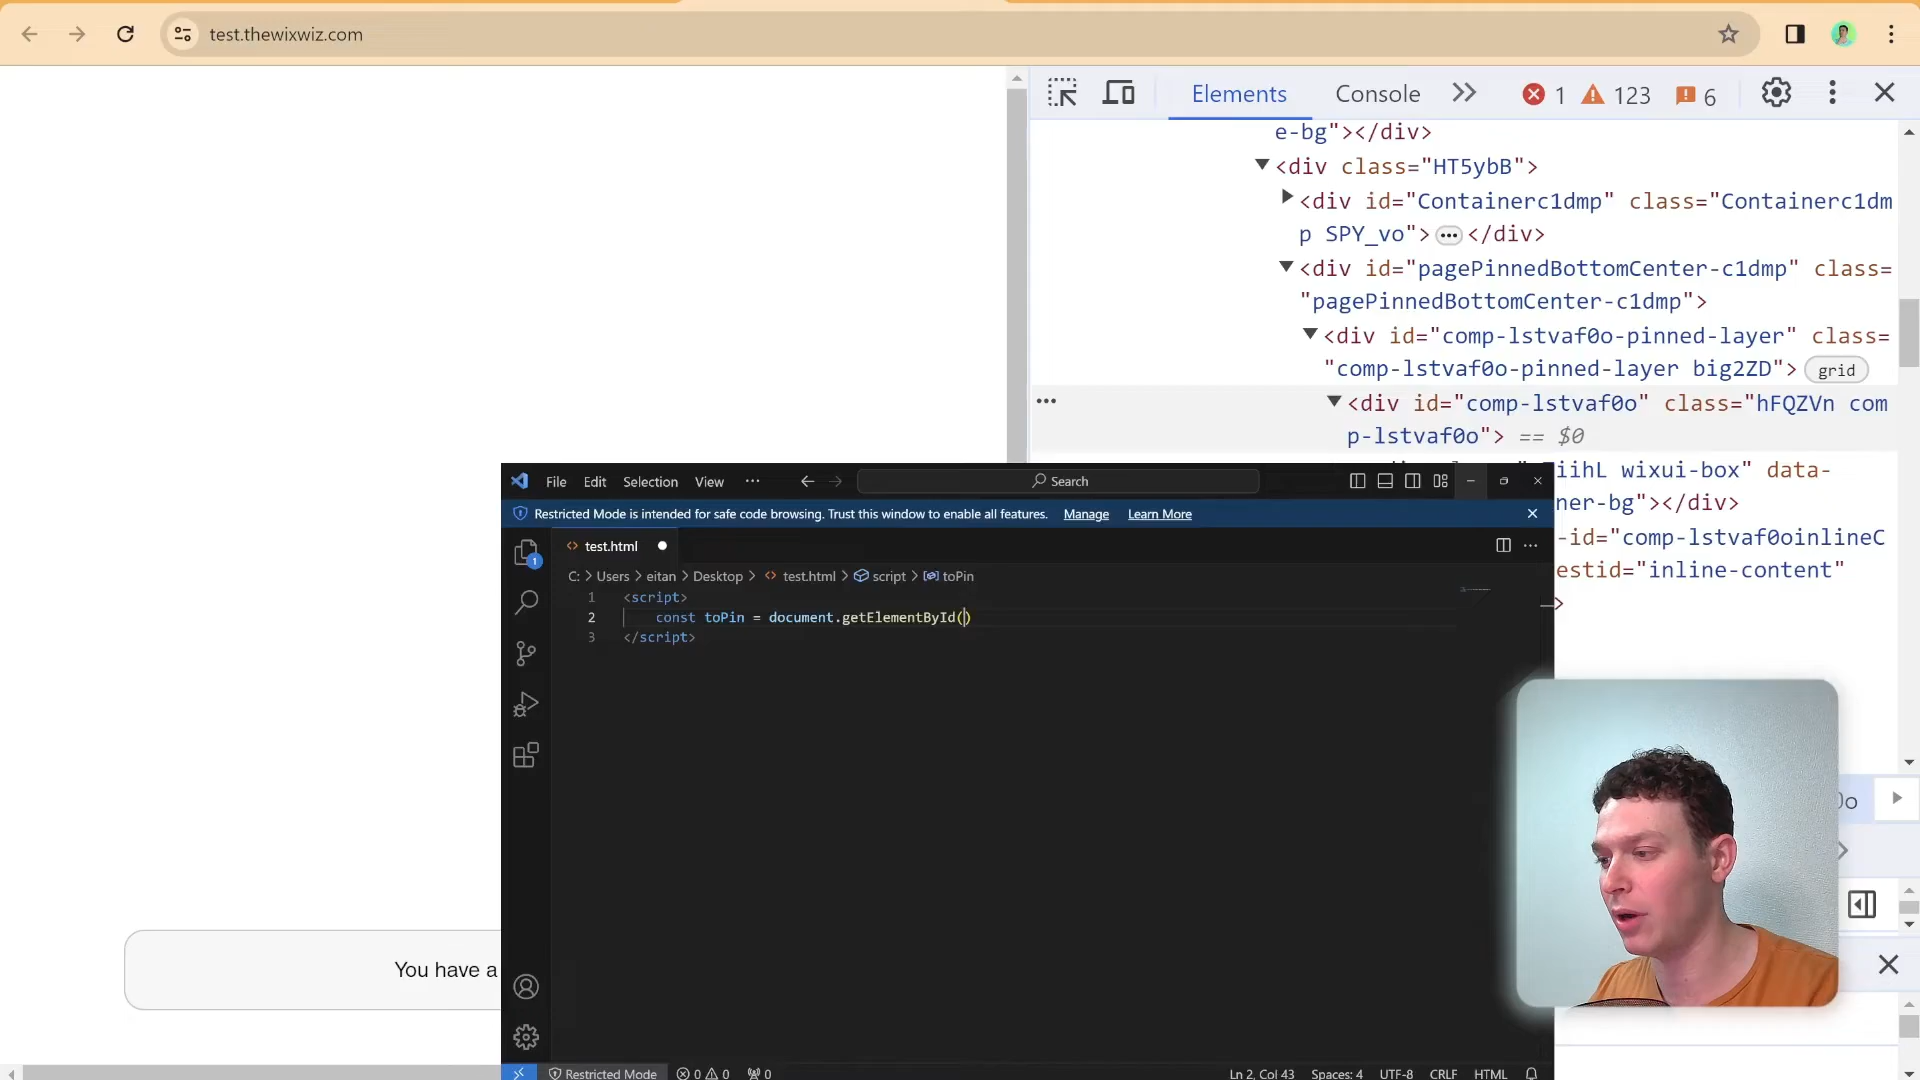 test.thewixwiz.com
Elements
Console
1
123
6
e-bg"></div>
<div class="HT5ybB">
<div id="Containerc1dmp" class="Containerc1dm
p SPY_vo"> ••• </div>
<div id="pagePinnedBottomCenter-c1dmp" class=
"pagePinnedBottomCenter-c1dmp">
<div id="comp-lstvaf0o-pinned-layer" class=
"comp-lstvaf0o-pinned-layer big2ZD"> grid
<div id="comp-lstvaf0o" class="hFQZVn com
p-lstvaf0o"> == $0
iihL wixui-box" data-
ner-bg"></div>
-id="comp-lstvaf0oinlineC
estid="inline-content"
>
File
Edit
Selection
View
Search
Restricted Mode is intended for safe code browsing. Trust this window to enable all features.
Manage
Learn More
1
test.html
C: > Users > eitan > Desktop > test.html > script > toPin
1 <script>
2 const toPin = document.getElementById()
3 </script>
You have a
Restricted Mode
0 0
0
Ln 2, Col 43
Spaces: 4
UTF-8
CRLF
HTML